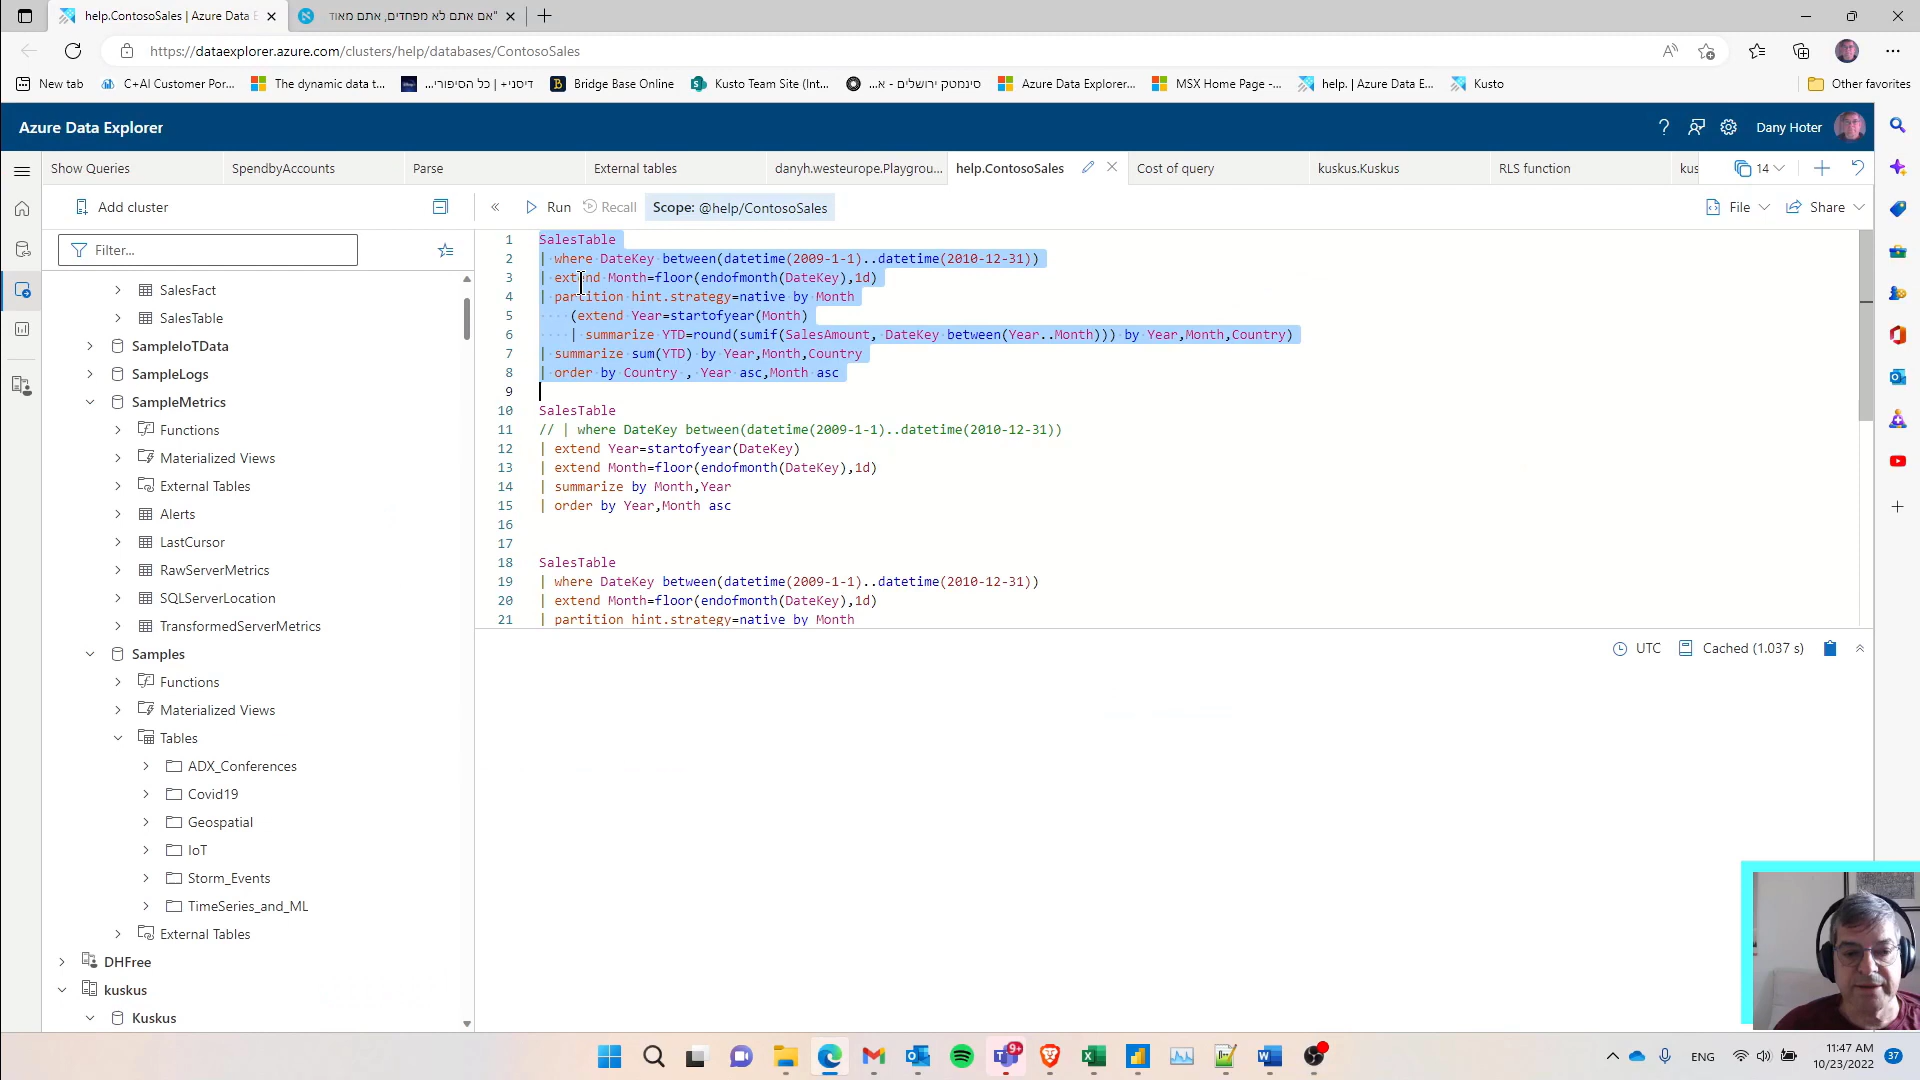 help.ContosoSales | Azure Data E
"אם אתם לא מפחדים, אתם מאוד
https://dataexplorer.azure.com/clusters/help/databases/ContosoSales
New tab
C+AI Customer Por...
The dynamic data t...
דיסני+ | כל הסיפורי...
Bridge Base Online
Kusto Team Site (Int...
סינמטק ירושלים - א...
Azure Data Explorer...
MSX Home Page -...
help. | Azure Data E...
Kusto
Other favorites
Azure Data Explorer
Dany Hoter
Show Queries
SpendbyAccounts
Parse
External tables
danyh.westeurope.Playgrou...
help.ContosoSales
Cost of query
kuskus.Kuskus
RLS function
kus
14
Add cluster
Run
Recall
Scope: @help/ContosoSales
File
Share
Filter...
SalesFact
SalesTable
SampleIoTData
SampleLogs
SampleMetrics
Functions
Materialized Views
External Tables
Alerts
LastCursor
RawServerMetrics
SQLServerLocation
TransformedServerMetrics
Samples
Functions
Materialized Views
Tables
ADX_Conferences
Covid19
Geospatial
IoT
Storm_Events
TimeSeries_and_ML
External Tables
DHFree
kuskus
Kuskus
1 SalesTable
2 | where DateKey between(datetime(2009-1-1)..datetime(2010-12-31))
3 | extend Month=floor(endofmonth(DateKey),1d)
4 | partition hint.strategy=native by Month
5 (extend Year=startofyear(Month)
6 | summarize YTD=round(sumif(SalesAmount, DateKey between(Year..Month))) by Year,Month,Country)
7 | summarize sum(YTD) by Year,Month,Country
8 | order by Country , Year asc,Month asc
9
10 SalesTable
11 // | where DateKey between(datetime(2009-1-1)..datetime(2010-12-31))
12 | extend Year=startofyear(DateKey)
13 | extend Month=floor(endofmonth(DateKey),1d)
14 | summarize by Month,Year
15 | order by Year,Month asc
16
17
18 SalesTable
19 | where DateKey between(datetime(2009-1-1)..datetime(2010-12-31))
20 | extend Month=floor(endofmonth(DateKey),1d)
21 | partition hint.strategy=native by Month
UTC
Cached (1.037 s)
9+
ENG
11:47 AM
10/23/2022
37